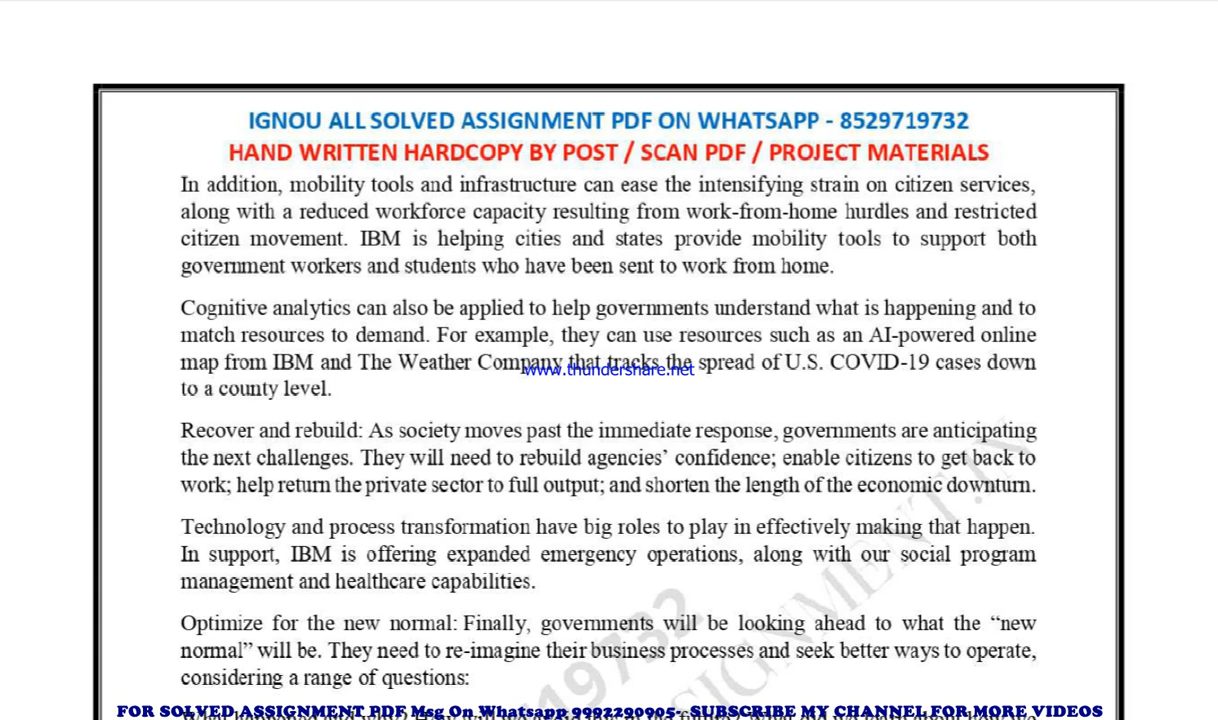 IGNOU ALL SOLVED ASSIGNMENT PDF ON WHATSAPP - 8529719732
HAND WRITTEN HARDCOPY BY POST / SCAN PDF / PROJECT MATERIALS
In addition, mobility tools and infrastructure can ease the intensifying strain on citizen services,
along with a reduced workforce capacity resulting from work-from-home hurdles and restricted
citizen movement. IBM is helping cities and states provide mobility tools to support both
government workers and students who have been sent to work from home.
Cognitive analytics can also be applied to help governments understand what is happening and to
match resources to demand. For example, they can use resources such as an AI-powered online
map from IBM and The Weather Company that tracks the spread of U.S. COVID-19 cases down
www.thundershare.net
to a county level.
Recover and rebuild: As society moves past the immediate response, governments are anticipating
the next challenges. They will need to rebuild agencies’ confidence; enable citizens to get back to
work; help return the private sector to full output; and shorten the length of the economic downturn.
Technology and process transformation have big roles to play in effectively making that happen.
In support, IBM is offering expanded emergency operations, along with our social program
management and healthcare capabilities.
Optimize for the new normal: Finally, governments will be looking ahead to what the “new
normal” will be. They need to re-imagine their business processes and seek better ways to operate,
considering a range of questions:
19732
SIGNMENT.IN
FOR SOLVED ASSIGNMENT PDF Msg On Whatsapp 9992290905- SUBSCRIBE MY CHANNEL FOR MORE VIDEOS